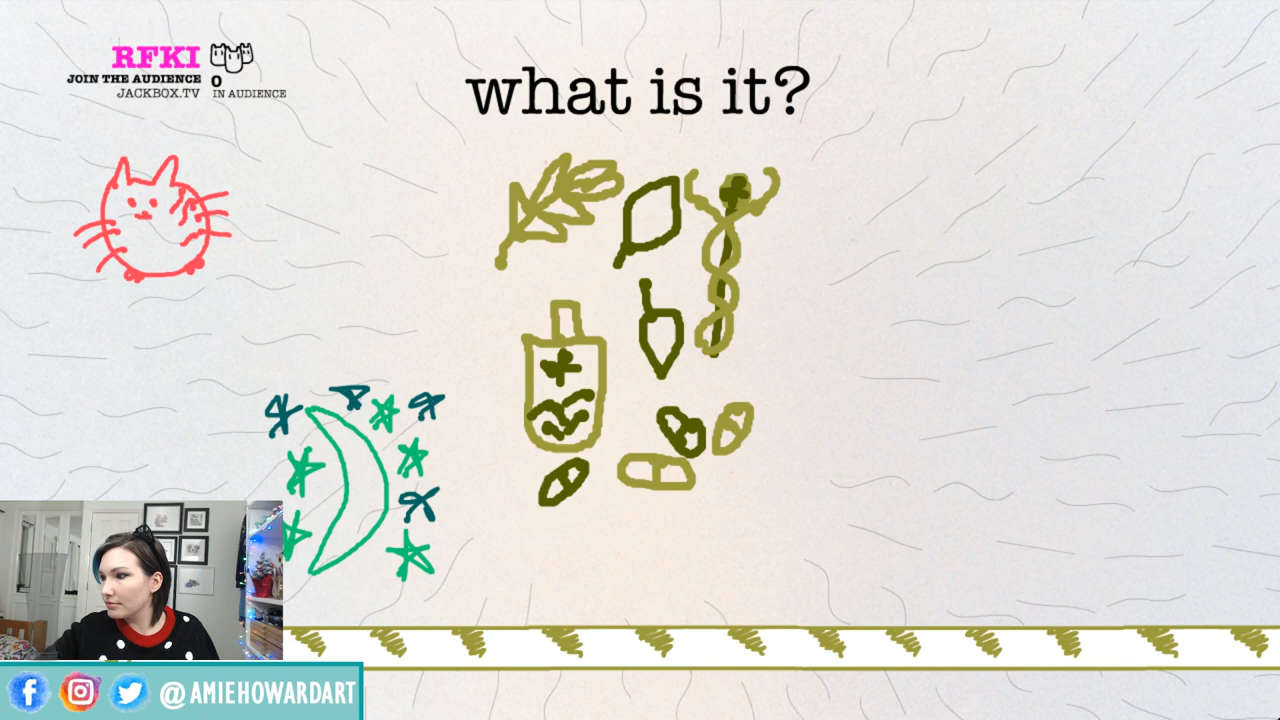 RFKI
JOIN THE AUDIENCE
JACKBOX.TV
0
IN AUDIENCE
what is it?
@AMIEHOWARDART